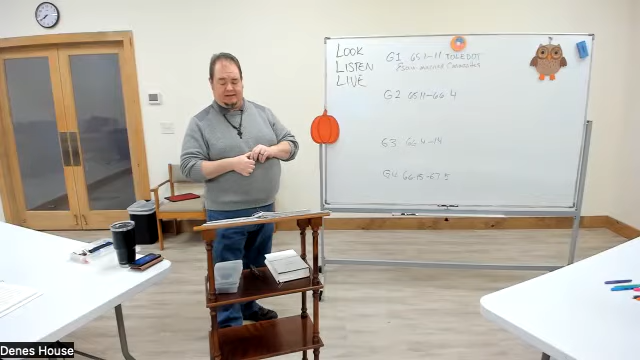 LOOK
LISTEN
LIVE
G1 65:1-11 TOLEDOT
G2 65:11-66:4
G3 66:4-14
G4 66:15-67:5
Denes House